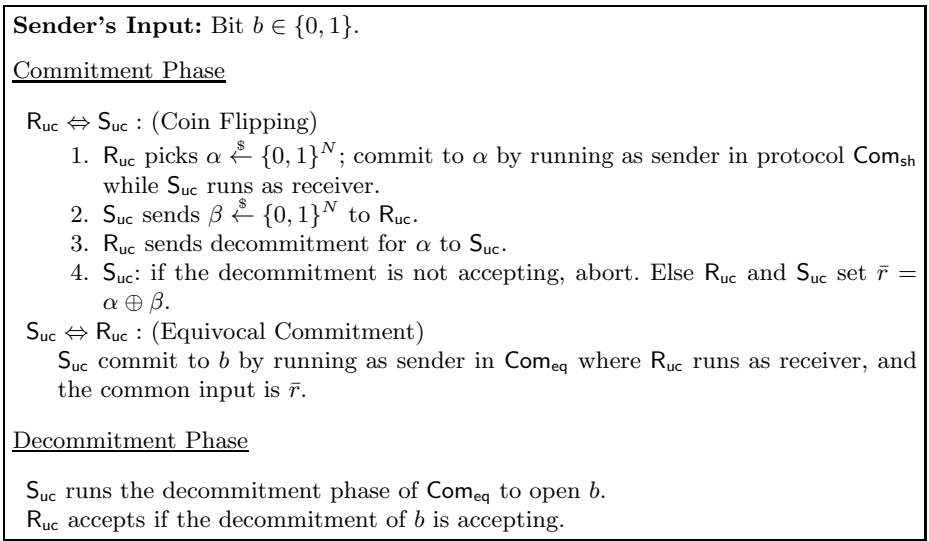 Sender's Input: Bit b ∈ {0, 1}.
Commitment Phase
R_uc ⇔ S_uc : (Coin Flipping)
1. R_uc picks α ←$ {0, 1}^N; commit to α by running as sender in protocol Com_sh
while S_uc runs as receiver.
2. S_uc sends β ←$ {0, 1}^N to R_uc.
3. R_uc sends decommitment for α to S_uc.
4. S_uc: if the decommitment is not accepting, abort. Else R_uc and S_uc set r̄ =
α ⊕ β.
S_uc ⇔ R_uc : (Equivocal Commitment)
S_uc commit to b by running as sender in Com_eq where R_uc runs as receiver, and
the common input is r̄.
Decommitment Phase
S_uc runs the decommitment phase of Com_eq to open b.
R_uc accepts if the decommitment of b is accepting.